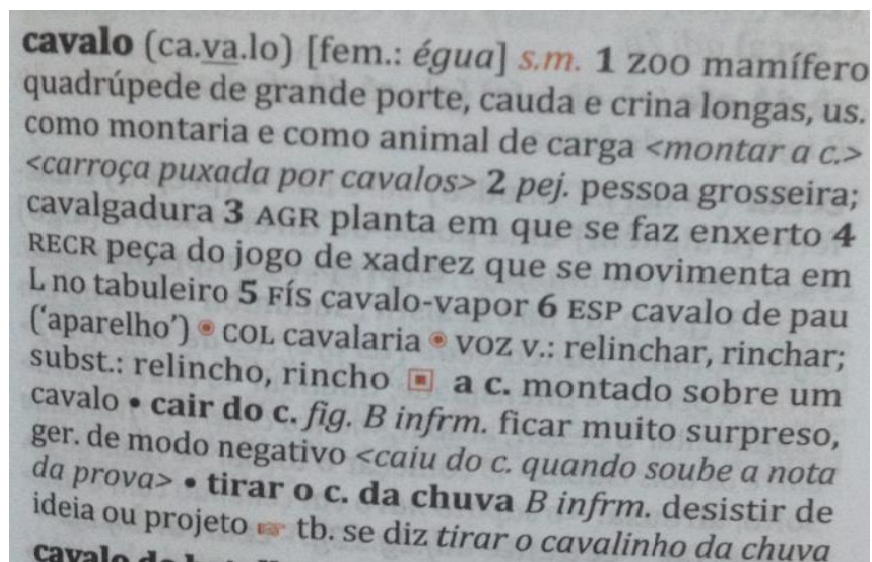 cavalo (ca.va.lo) [fem.: égua] s.m. 1 ZOO mamífero
quadrúpede de grande porte, cauda e crina longas, us.
como montaria e como animal de carga <montar a c.>
<carroça puxada por cavalos> 2 pej. pessoa grosseira;
cavalgadura 3 AGR planta em que se faz enxerto 4
RECR peça do jogo de xadrez que se movimenta em
L no tabuleiro 5 FÍS cavalo-vapor 6 ESP cavalo de pau
('aparelho') ● COL cavalaria ● VOZ v.: relinchar, rinchar;
subst.: relincho, rincho ▣ a c. montado sobre um
cavalo • cair do c. fig. B infrm. ficar muito surpreso,
ger. de modo negativo <caiu do c. quando soube a nota
da prova> • tirar o c. da chuva B infrm. desistir de
ideia ou projeto ☞ tb. se diz tirar o cavalinho da chuva